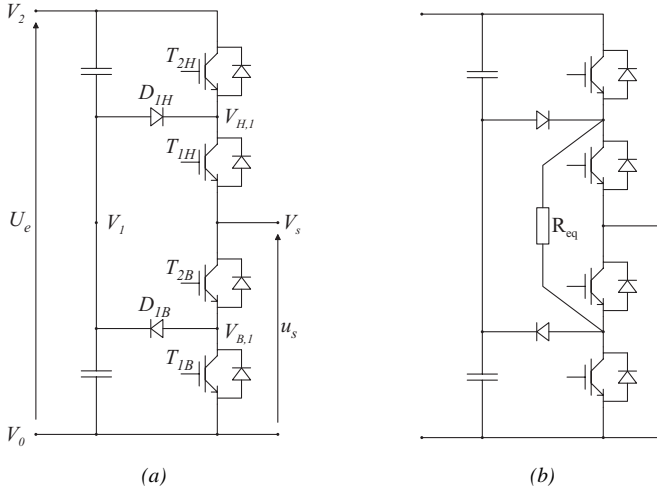 V2
T2H
D1H
VH,1
T1H
Ue
V1
Vs
T2B
D1B
VB,1
us
T1B
V0
Req
(a)
(b)